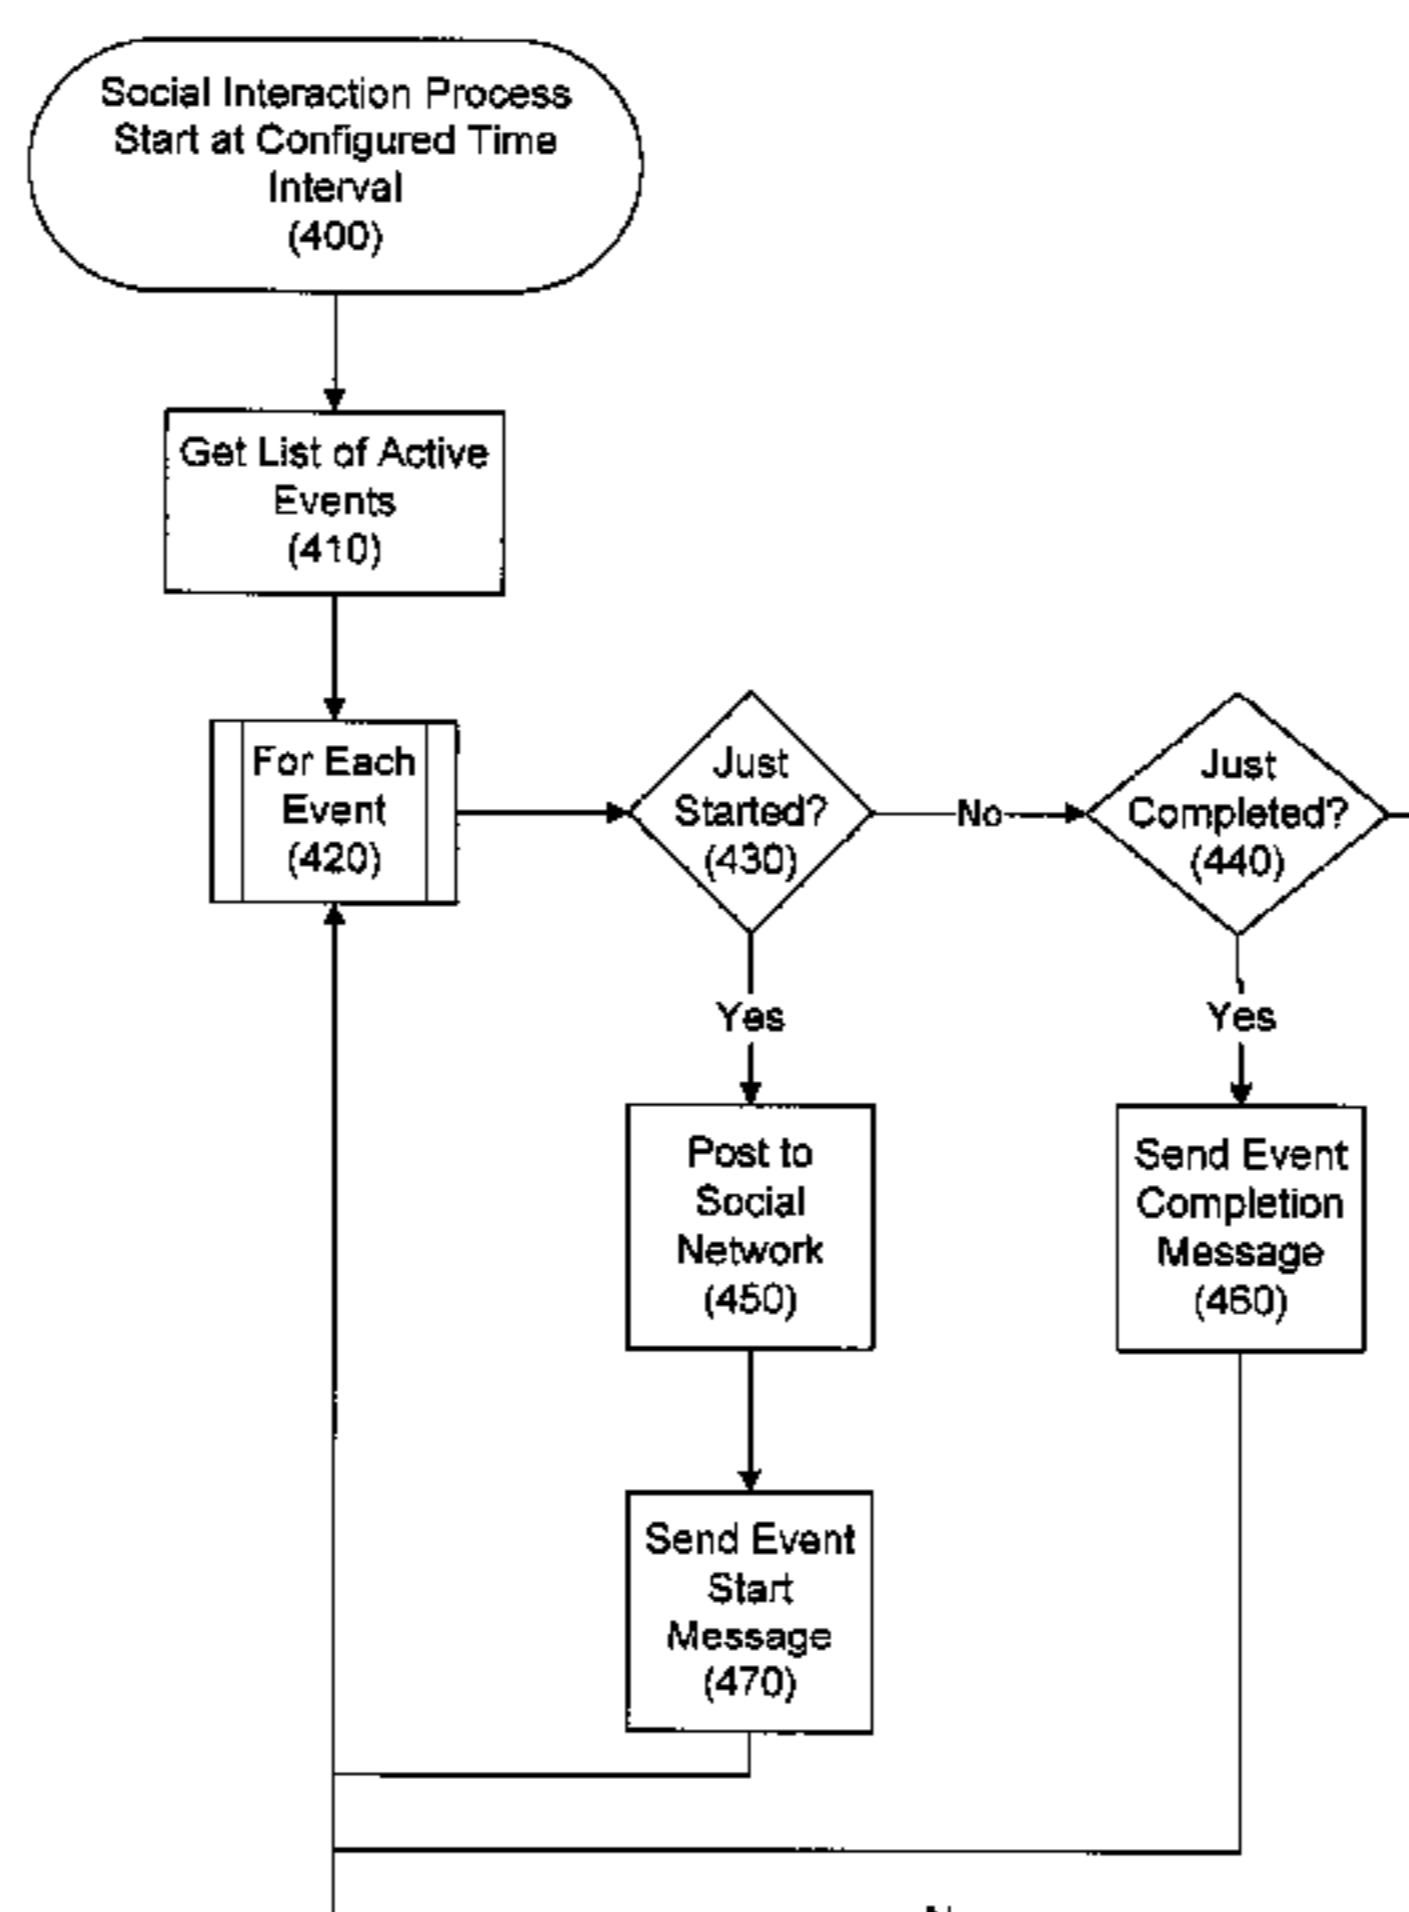 Social Interaction Process
Start at Configured Time
Interval
(400)
Get List of Active
Events
(410)
For Each
Event
(420)
Just
Started?
(430)
No
Just
Completed?
(440)
Yes
Yes
Post to
Social
Network
(450)
Send Event
Completion
Message
(460)
Send Event
Start
Message
(470)